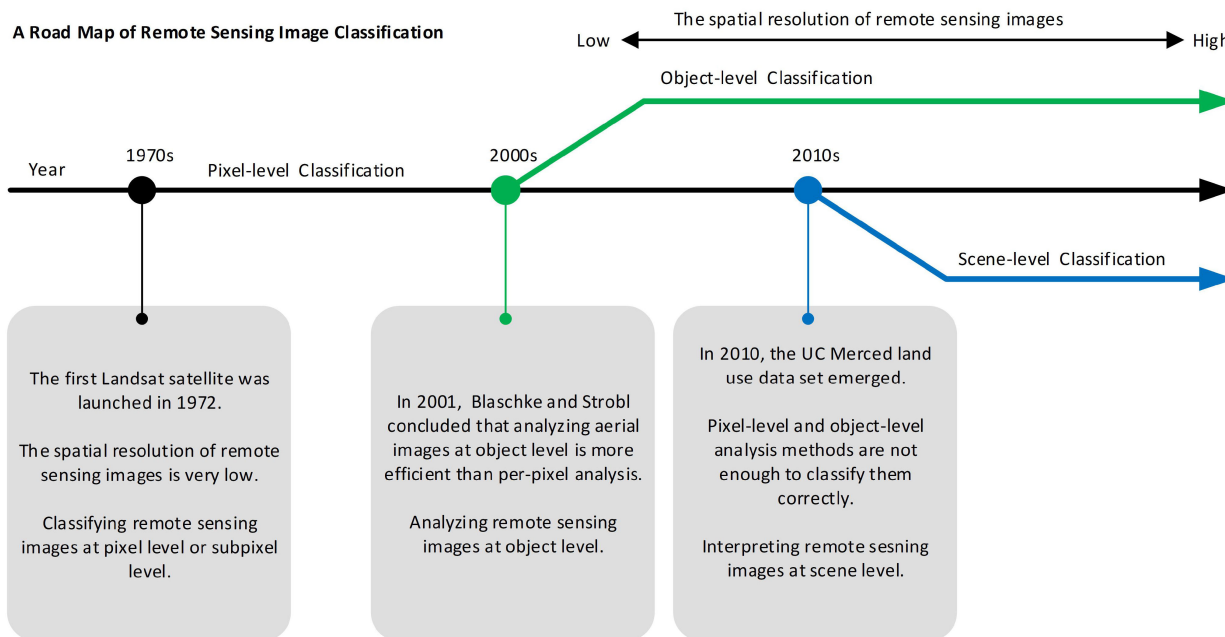 A Road Map of Remote Sensing Image Classification
The spatial resolution of remote sensing images
Low
High
Object-level Classification
Year
1970s
Pixel-level Classification
2000s
2010s
Scene-level Classification
The first Landsat satellite was
launched in 1972.
The spatial resolution of remote
sensing images is very low.
Classifying remote sensing
images at pixel level or subpixel
level.
In 2001, Blaschke and Strobl
concluded that analyzing aerial
images at object level is more
efficient than per-pixel analysis.
Analyzing remote sensing
images at object level.
In 2010, the UC Merced land
use data set emerged.
Pixel-level and object-level
analysis methods are not
enough to classify them
correctly.
Interpreting remote sesning
images at scene level.